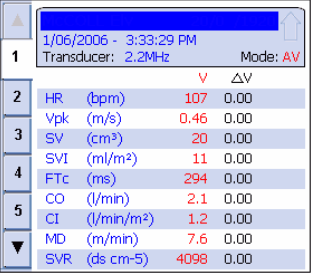 1/06/2006 - 3:33:29 PM
Transducer: 2.2MHz Mode: AV
V ΔV
HR (bpm) 107 0.00
Vpk (m/s) 0.46 0.00
SV (cm³) 20 0.00
SVI (ml/m²) 11 0.00
FTc (ms) 294 0.00
CO (l/min) 2.1 0.00
CI (l/min/m²) 1.2 0.00
MD (m/min) 7.6 0.00
SVR (ds cm-5) 4098 0.00
1
2
3
4
5